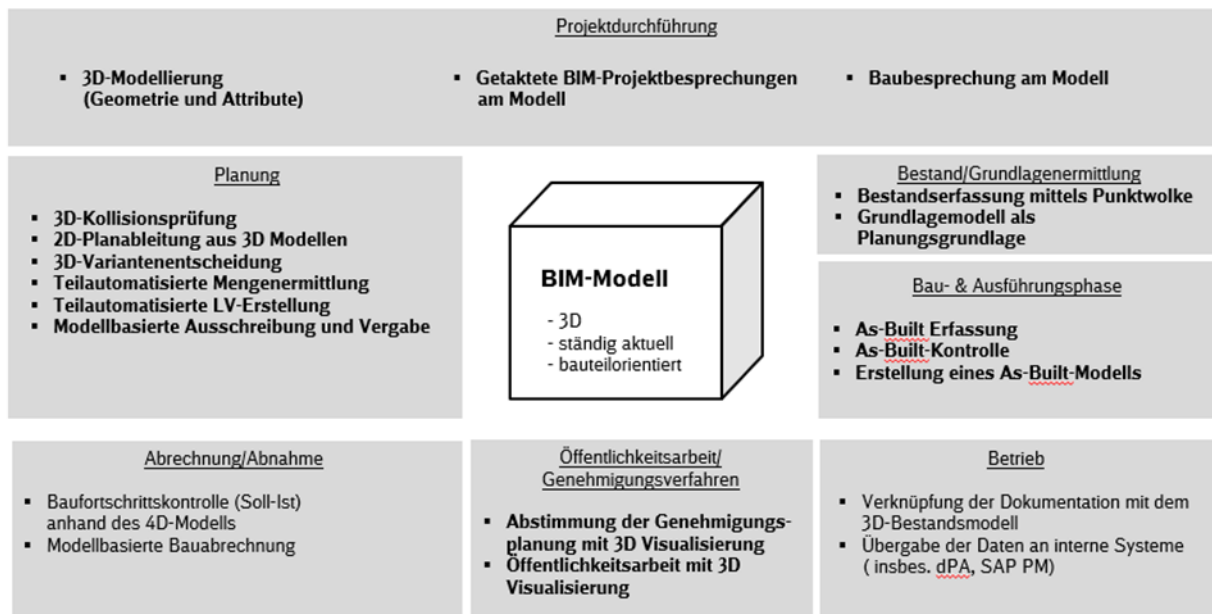 Projektdurchführung
▪ 3D-Modellierung
(Geometrie und Attribute)
▪ Getaktete BIM-Projektbesprechungen
am Modell
▪ Baubesprechung am Modell
Planung
▪ 3D-Kollisionsprüfung
▪ 2D-Planableitung aus 3D Modellen
▪ 3D-Variantenentscheidung
▪ Teilautomatisierte Mengenermittlung
▪ Teilautomatisierte LV-Erstellung
▪ Modellbasierte Ausschreibung und Vergabe
BIM-Modell
- 3D
- ständig aktuell
- bauteilorientiert
Bestand/Grundlagenermittlung
▪ Bestandserfassung mittels Punktwolke
▪ Grundlagemodell als
Planungsgrundlage
Bau- & Ausführungsphase
▪ As-Built Erfassung
▪ As-Built-Kontrolle
▪ Erstellung eines As-Built-Modells
Abrechnung/Abnahme
▪ Baufortschrittskontrolle (Soll-Ist)
anhand des 4D-Modells
▪ Modellbasierte Bauabrechnung
Öffentlichkeitsarbeit/
Genehmigungsverfahren
▪ Abstimmung der Genehmigungs-
planung mit 3D Visualisierung
▪ Öffentlichkeitsarbeit mit 3D
Visualisierung
Betrieb
▪ Verknüpfung der Dokumentation mit dem
3D-Bestandsmodell
▪ Übergabe der Daten an interne Systeme
( insbes. dPA, SAP PM)